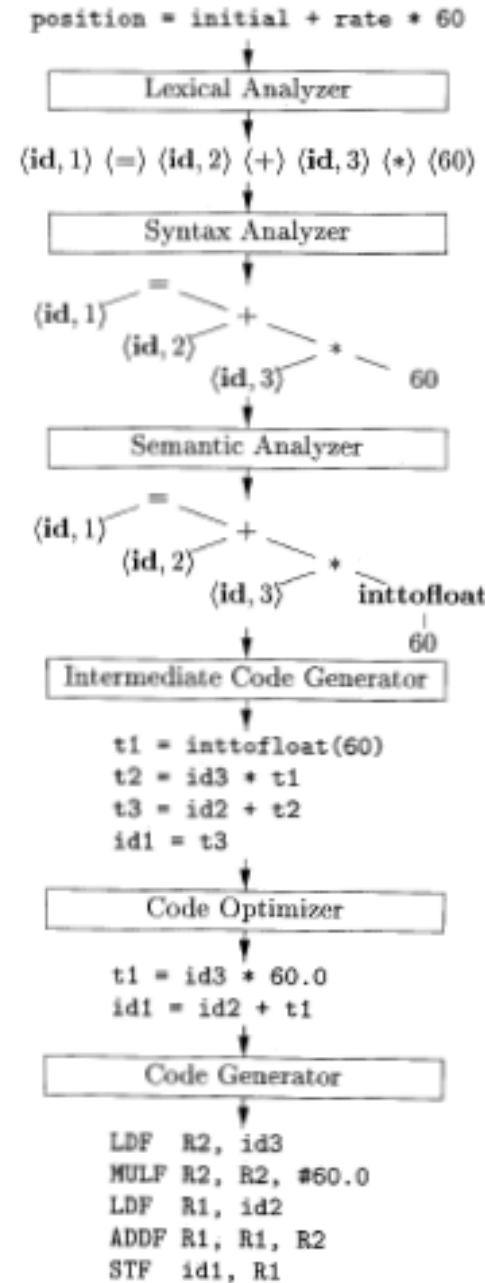 position = initial + rate * 60
Lexical Analyzer
⟨id, 1⟩ ⟨=⟩ ⟨id, 2⟩ ⟨+⟩ ⟨id, 3⟩ ⟨*⟩ ⟨60⟩
Syntax Analyzer
=
⟨id, 1⟩ +
⟨id, 2⟩ *
⟨id, 3⟩ 60
Semantic Analyzer
=
⟨id, 1⟩ +
⟨id, 2⟩ *
⟨id, 3⟩ inttofloat
60
Intermediate Code Generator
t1 = inttofloat(60)
t2 = id3 * t1
t3 = id2 + t2
id1 = t3
Code Optimizer
t1 = id3 * 60.0
id1 = id2 + t1
Code Generator
LDF R2, id3
MULF R2, R2, #60.0
LDF R1, id2
ADDF R1, R1, R2
STF id1, R1